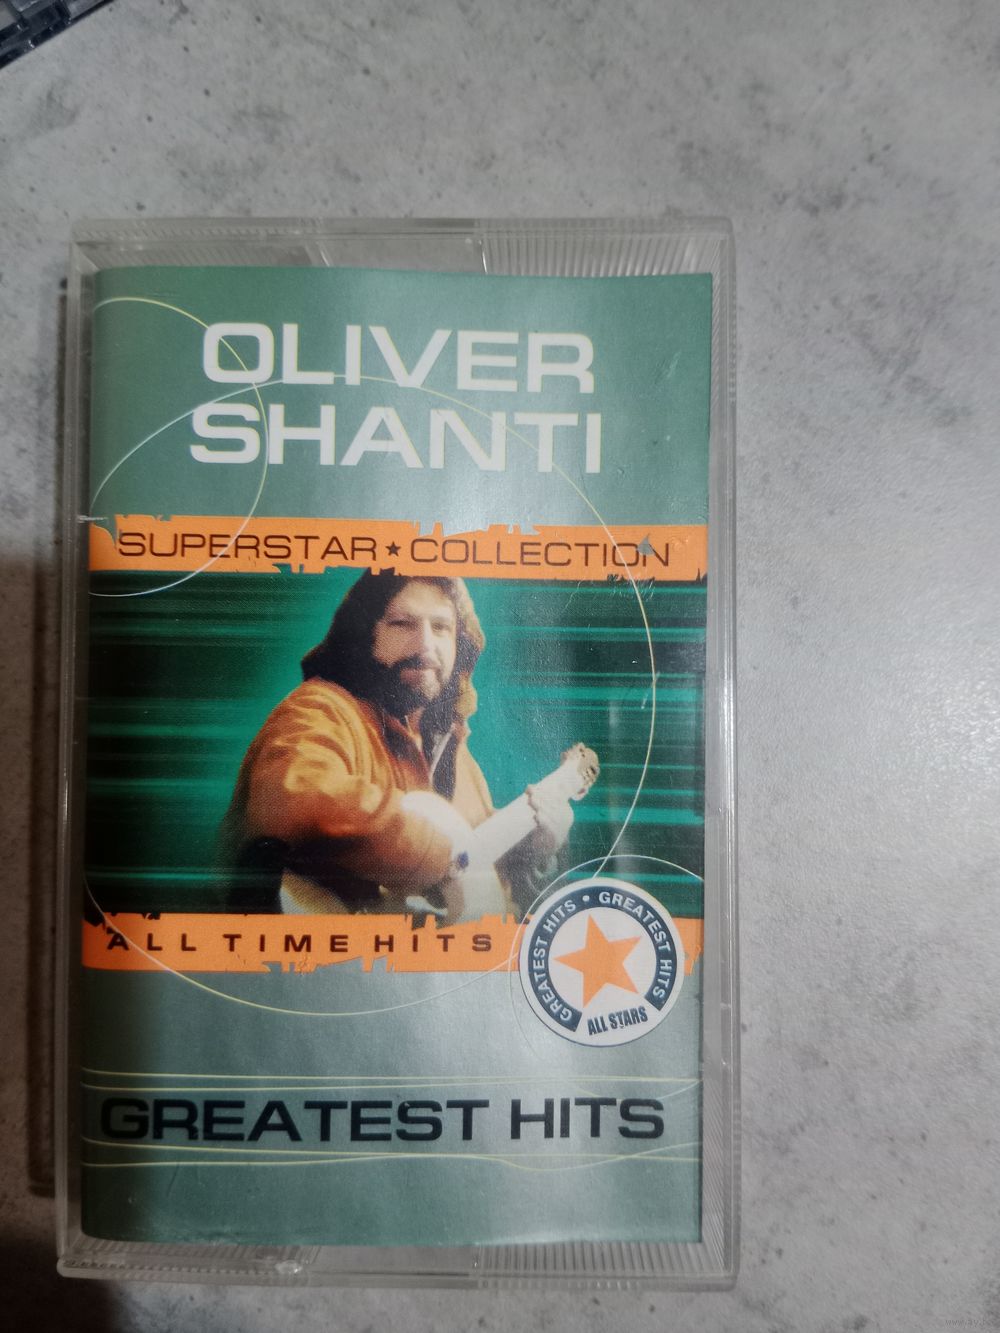 OLIVER
SHANTI
SUPERSTAR★COLLECTION
ALL TIME HITS
GREATEST HITS • GREATEST HITS
ALL STARS
GREATEST HITS